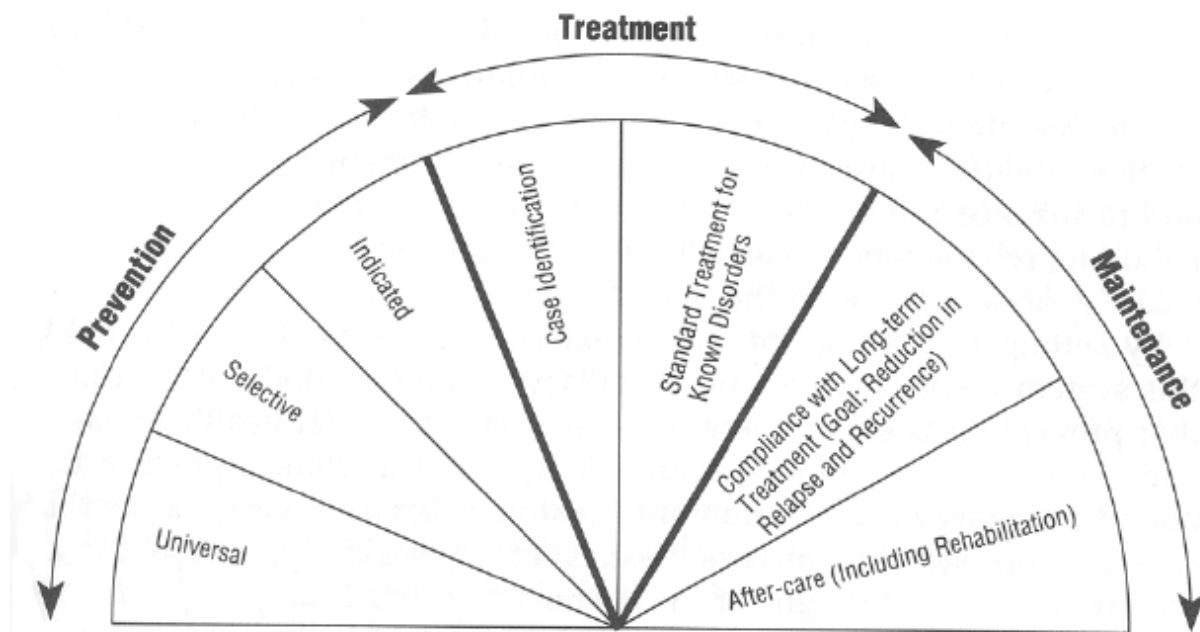 Treatment
Prevention
Maintenance
Universal
Selective
Indicated
Case Identification
Standard Treatment for
Known Disorders
Compliance with Long-term
Treatment (Goal: Reduction in
Relapse and Recurrence)
After-care (Including Rehabilitation)